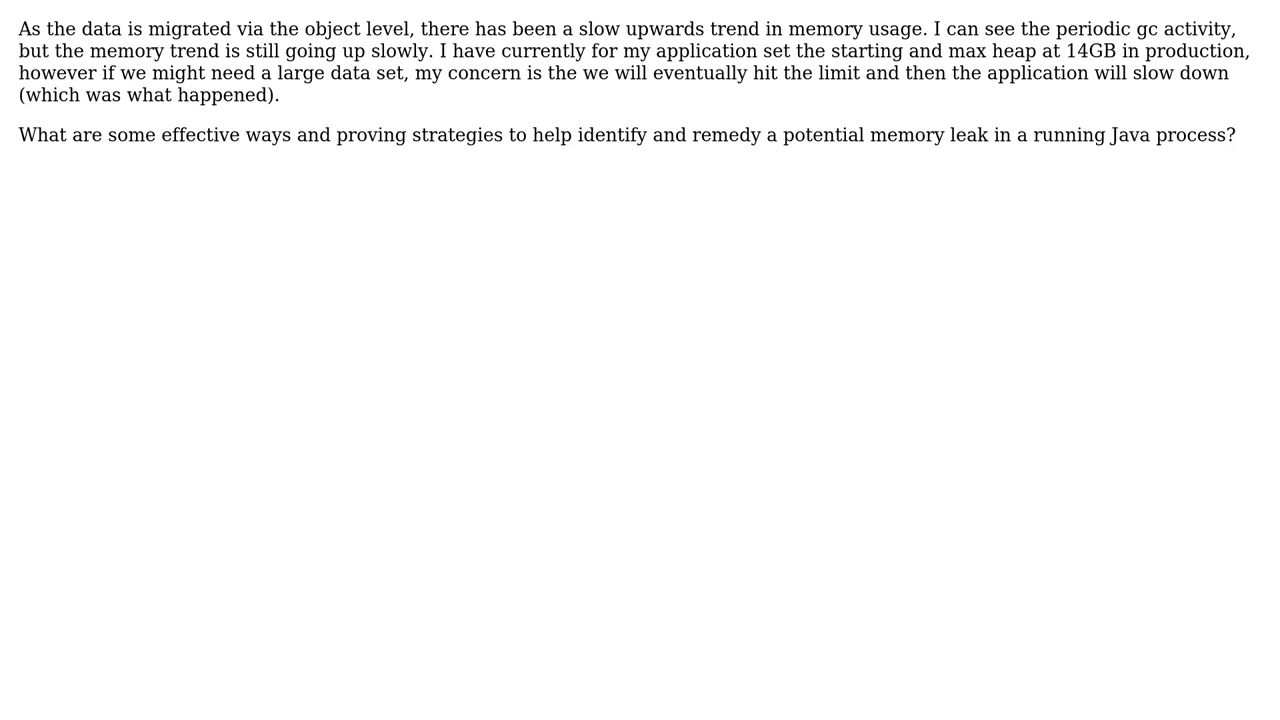 As the data is migrated via the object level, there has been a slow upwards trend in memory usage. I can see the periodic gc activity,
but the memory trend is still going up slowly. I have currently for my application set the starting and max heap at 14GB in production,
however if we might need a large data set, my concern is the we will eventually hit the limit and then the application will slow down
(which was what happened).
What are some effective ways and proving strategies to help identify and remedy a potential memory leak in a running Java process?